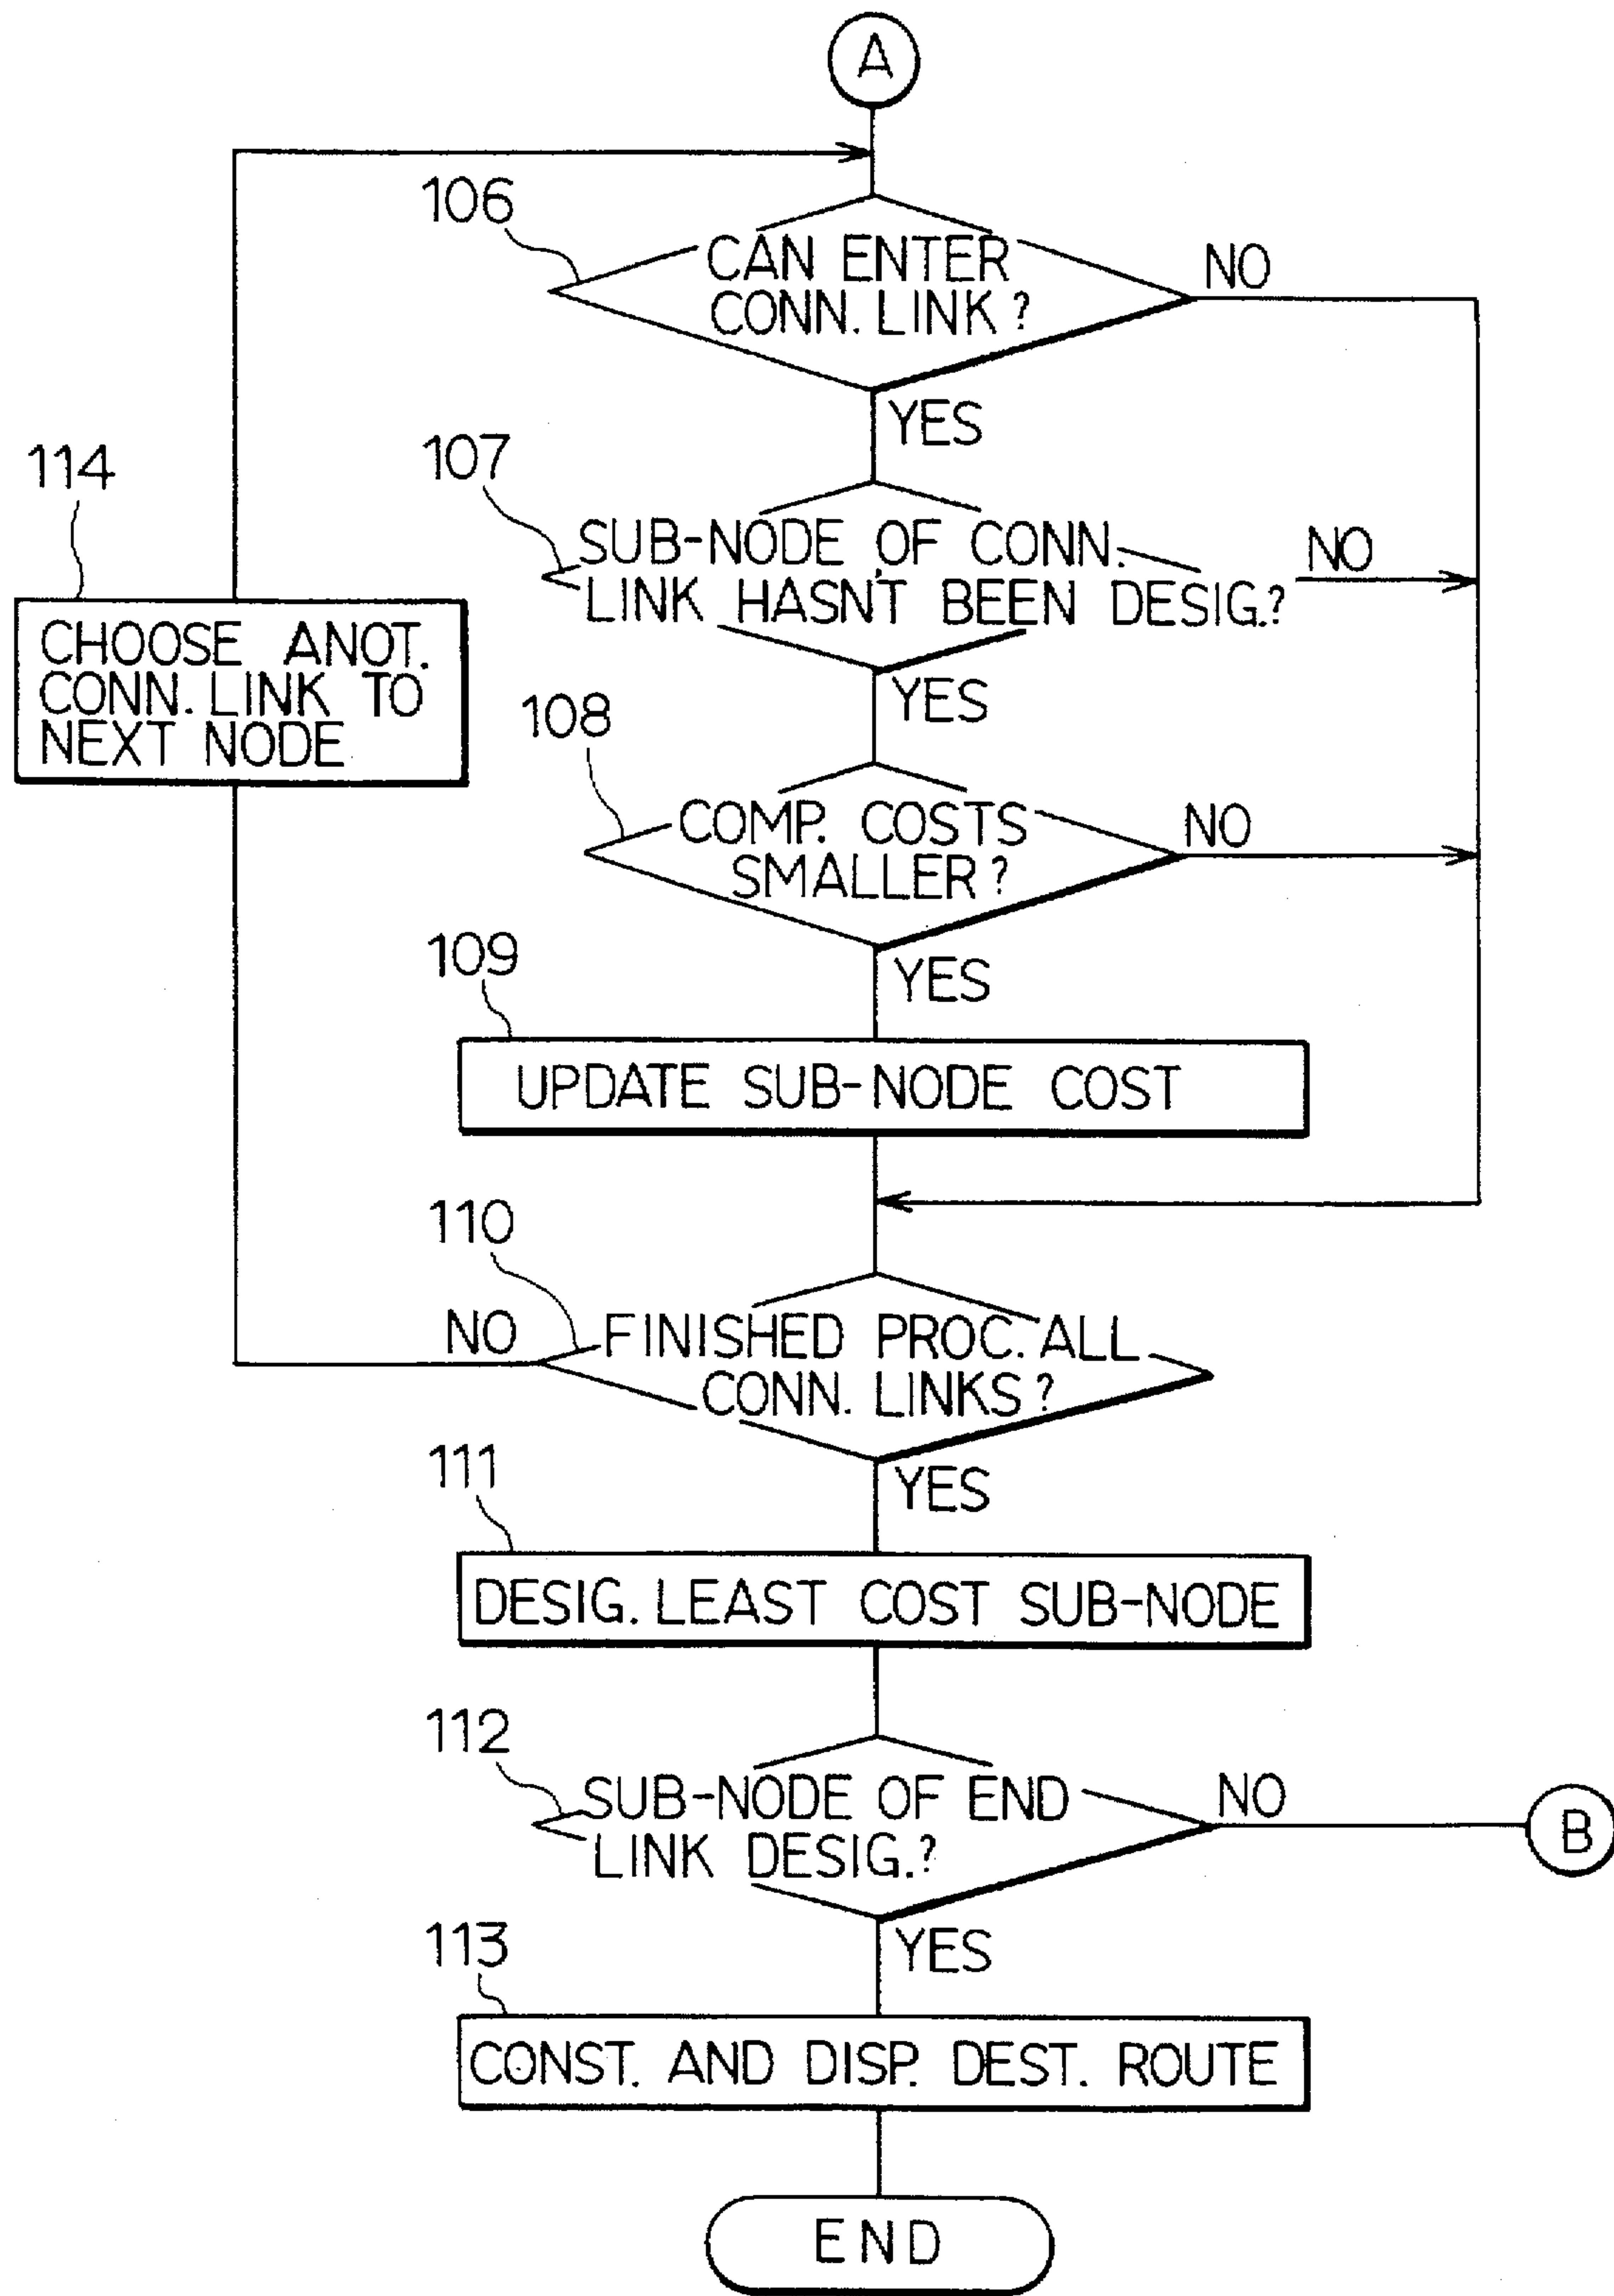 A
106
CAN ENTER
CONN. LINK?
NO
YES
107
SUB-NODE OF CONN.
LINK HASN'T BEEN DESIG.?
NO
YES
114
CHOOSE ANOT.
CONN. LINK TO
NEXT NODE
108
COMP. COSTS
SMALLER?
NO
YES
109
UPDATE SUB-NODE COST
110
NO
FINISHED PROC. ALL
CONN. LINKS?
YES
111
DESIG. LEAST COST SUB-NODE
112
SUB-NODE OF END
LINK DESIG.?
NO
B
YES
113
CONST. AND DISP. DEST. ROUTE
END